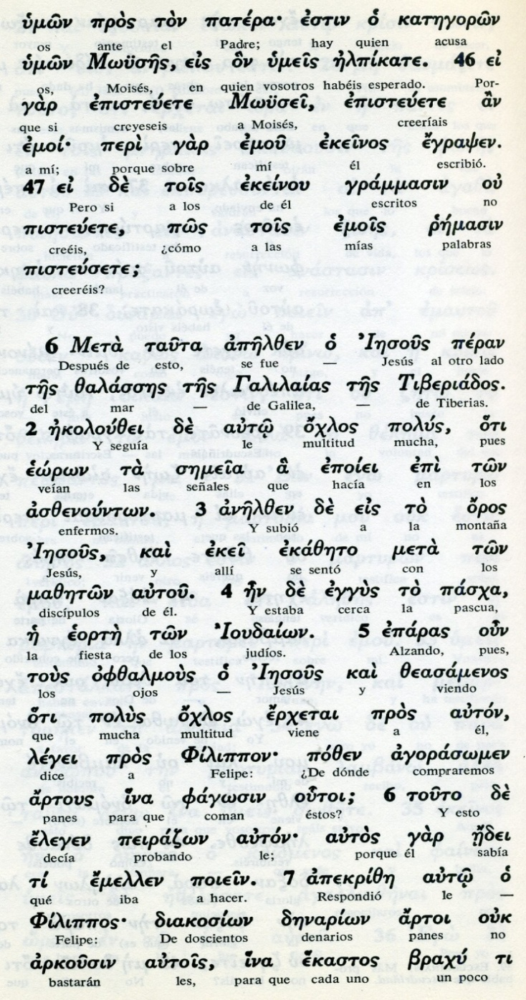 ὑμῶν πρὸς τὸν πατέρα· ἔστιν ὁ κατηγορῶν
ante el Padre; hay quien acusa
ὑμῶν Μωϋσῆς, εἰς ὃν ὑμεῖς ἠλπίκατε. 46 εἰ
os, Moisés, en quien vosotros habéis esperado. Por-
γὰρ ἐπιστεύετε Μωϋσεῖ, ἐπιστεύετε ἂν
que si creyeseis a Moisés, creeríais
ἐμοί· περὶ γὰρ ἐμοῦ ἐκεῖνος ἔγραψεν.
a mí; porque sobre mí él escribió.
47 εἰ δὲ τοῖς ἐκείνου γράμμασιν οὐ
Pero si a los de él escritos no
πιστεύετε, πῶς τοῖς ἐμοῖς ῥήμασιν
creéis, ¿cómo a las mías palabras
πιστεύσετε;
creeréis?
6 Μετὰ ταῦτα ἀπῆλθεν ὁ Ἰησοῦς πέραν
Después de esto, se fue — Jesús al otro lado
τῆς θαλάσσης τῆς Γαλιλαίας τῆς Τιβεριάδος.
del mar — de Galilea, — de Tiberias.
2 ἠκολούθει δὲ αὐτῷ ὄχλος πολύς, ὅτι
Y seguía le multitud mucha, pues
ἑώρων τὰ σημεῖα ἃ ἐποίει ἐπὶ τῶν
veían las señales que hacía en los
ἀσθενούντων. 3 ἀνῆλθεν δὲ εἰς τὸ ὄρος
enfermos. Y subió a la montaña
Ἰησοῦς, καὶ ἐκεῖ ἐκάθητο μετὰ τῶν
Jesús, y allí se sentó con los
μαθητῶν αὐτοῦ. 4 ἦν δὲ ἐγγὺς τὸ πάσχα,
discípulos de él. Y estaba cerca la pascua,
ἡ ἑορτὴ τῶν Ἰουδαίων. 5 ἐπάρας οὖν
la fiesta de los judíos. Alzando, pues,
τοὺς ὀφθαλμοὺς ὁ Ἰησοῦς καὶ θεασάμενος
los ojos — Jesús y viendo
ὅτι πολὺς ὄχλος ἔρχεται πρὸς αὐτόν,
que mucha multitud viene a él,
λέγει πρὸς Φίλιππον· πόθεν ἀγοράσωμεν
dice a Felipe: ¿De dónde compraremos
ἄρτους ἵνα φάγωσιν οὗτοι; 6 τοῦτο δὲ
panes para que coman éstos? Y esto
ἔλεγεν πειράζων αὐτόν· αὐτὸς γὰρ ᾔδει
decía probando le; porque él sabía
τί ἔμελλεν ποιεῖν. 7 ἀπεκρίθη αὐτῷ ὁ
qué iba a hacer. Respondió le —
Φίλιππος· διακοσίων δηναρίων ἄρτοι οὐκ
Felipe: De doscientos denarios panes no
ἀρκοῦσιν αὐτοῖς, ἵνα ἕκαστος βραχύ τι
bastarán les, para que cada uno un poco